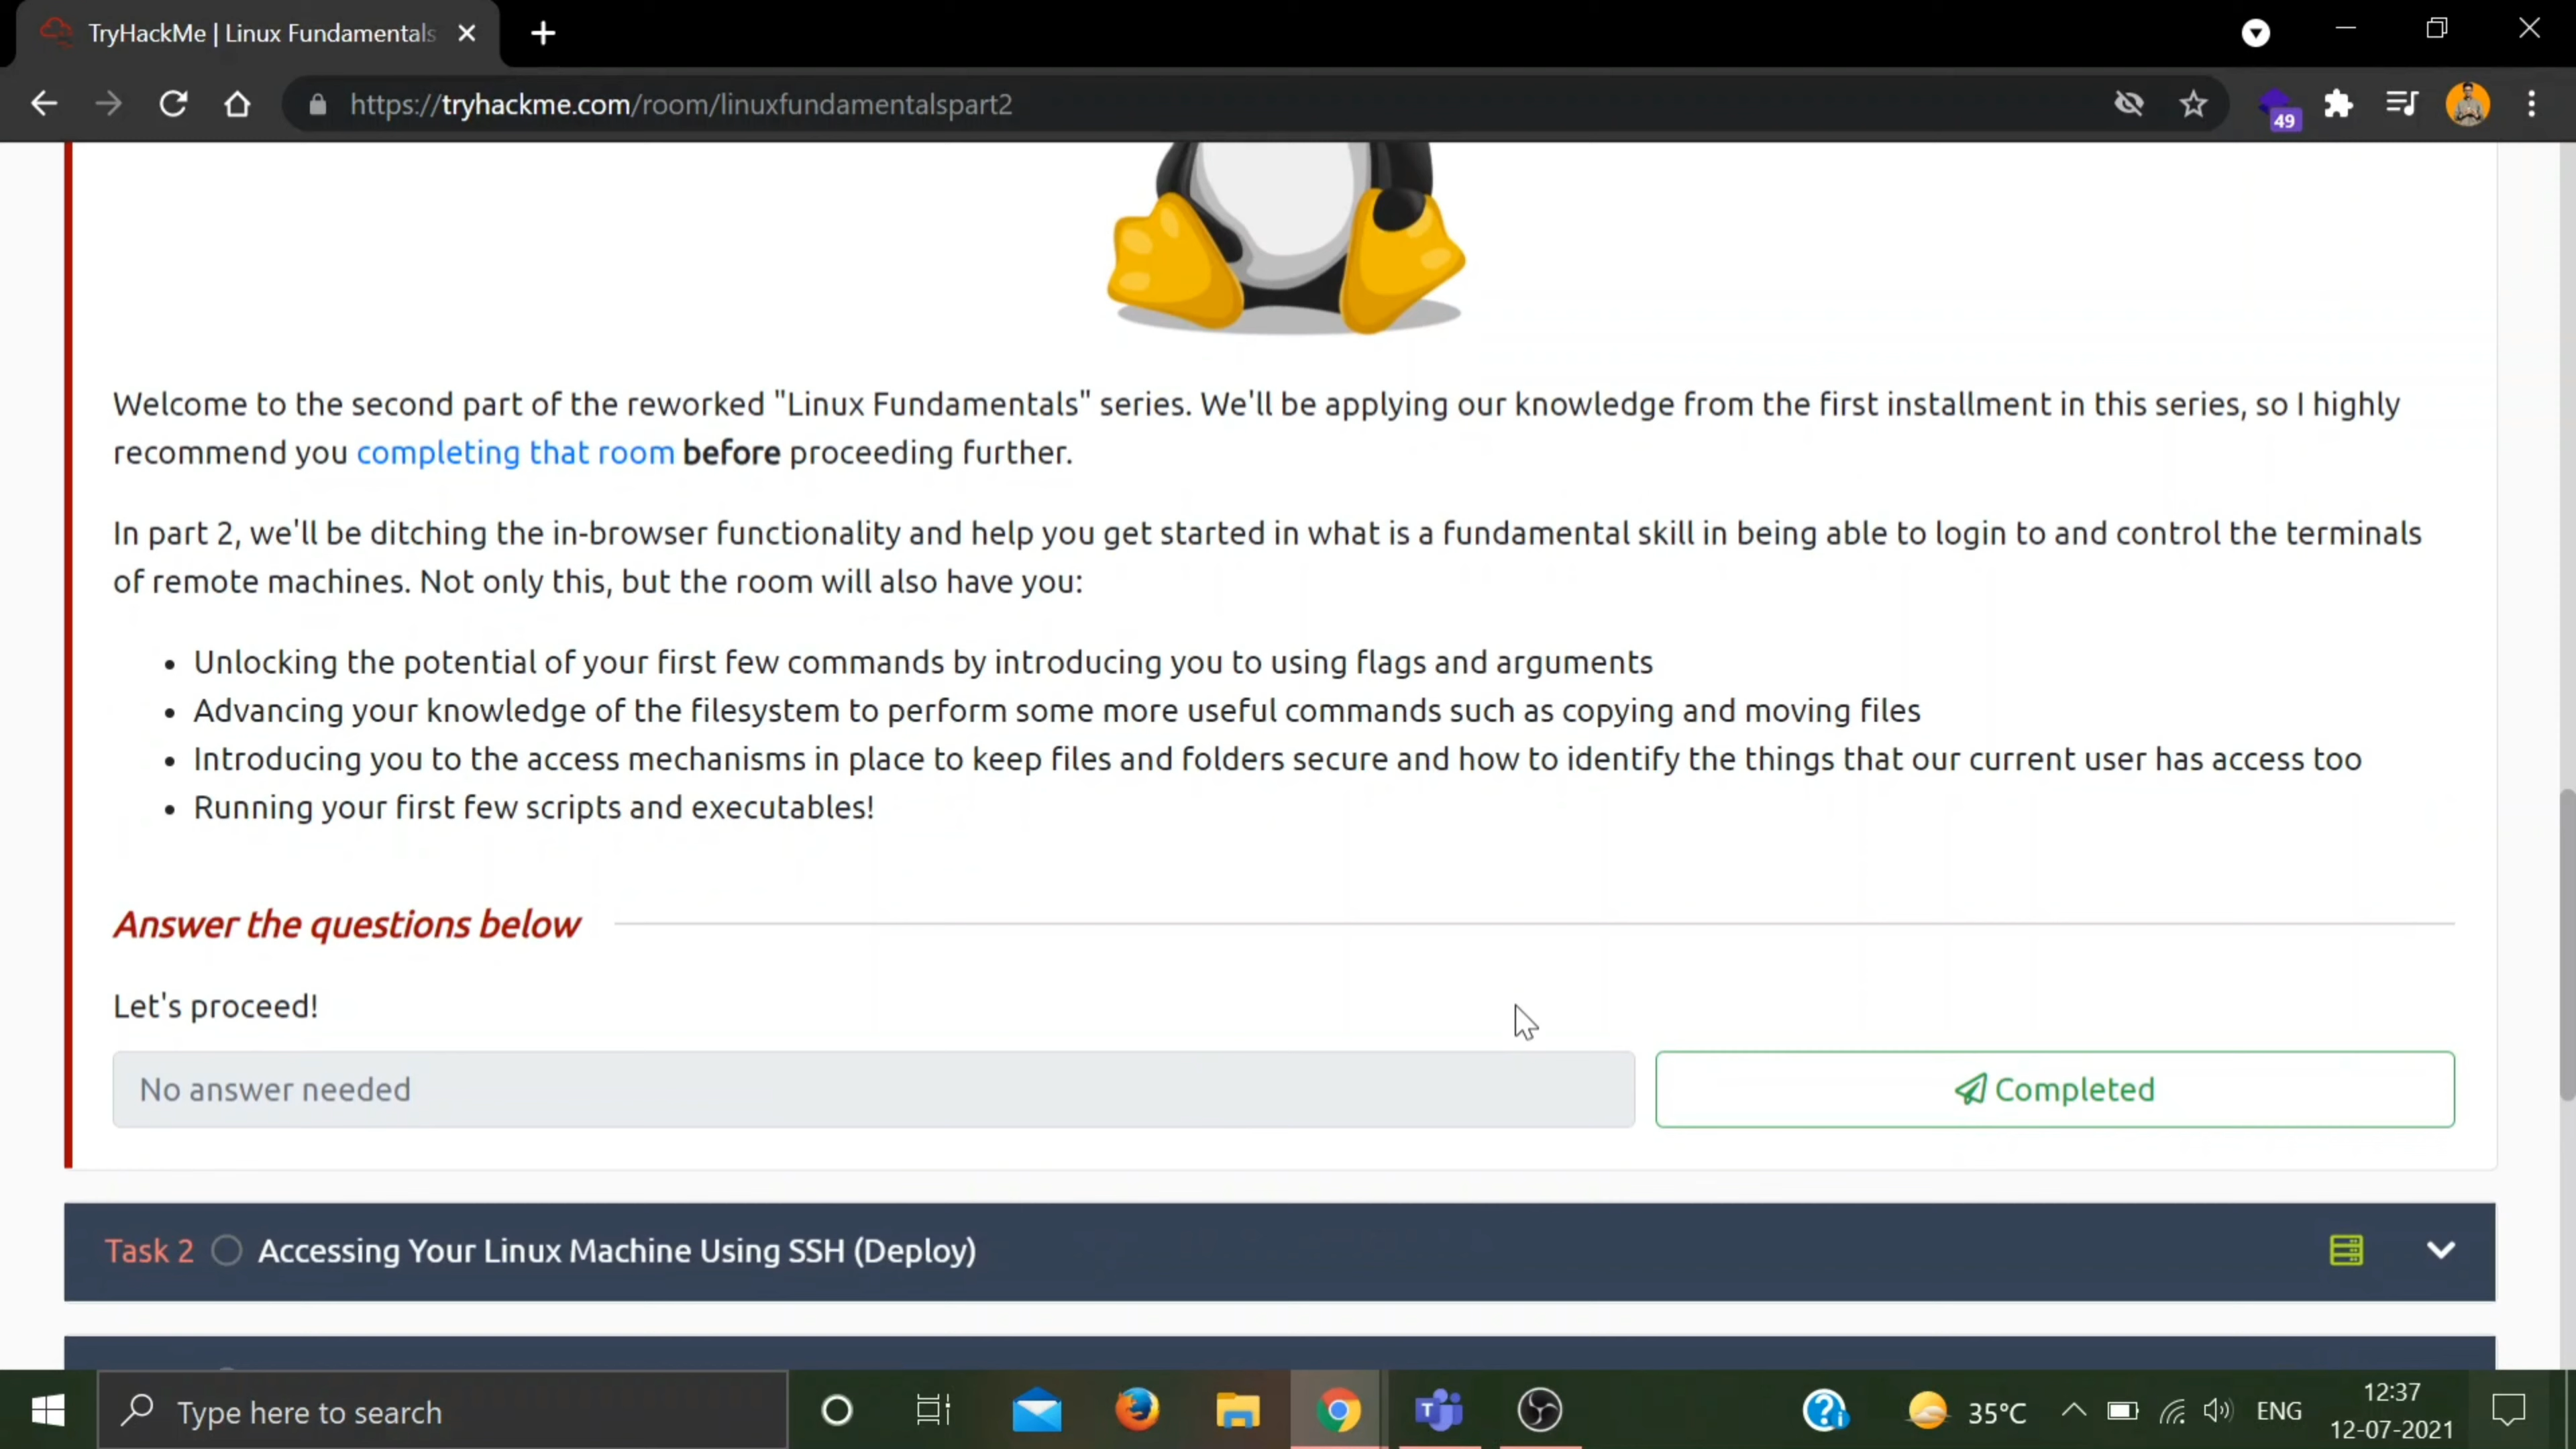 TryHackMe | Linux Fundamentals
https://tryhackme.com/room/linuxfundamentalspart2
49
Welcome to the second part of the reworked "Linux Fundamentals" series. We'll be applying our knowledge from the first installment in this series, so I highly
recommend you completing that room before proceeding further.
In part 2, we'll be ditching the in-browser functionality and help you get started in what is a fundamental skill in being able to login to and control the terminals
of remote machines. Not only this, but the room will also have you:
• Unlocking the potential of your first few commands by introducing you to using flags and arguments
• Advancing your knowledge of the filesystem to perform some more useful commands such as copying and moving files
• Introducing you to the access mechanisms in place to keep files and folders secure and how to identify the things that our current user has access too
• Running your first few scripts and executables!
Answer the questions below
Let's proceed!
No answer needed
Completed
Task 2 Accessing Your Linux Machine Using SSH (Deploy)
Type here to search
35°C
ENG
12:37
12-07-2021